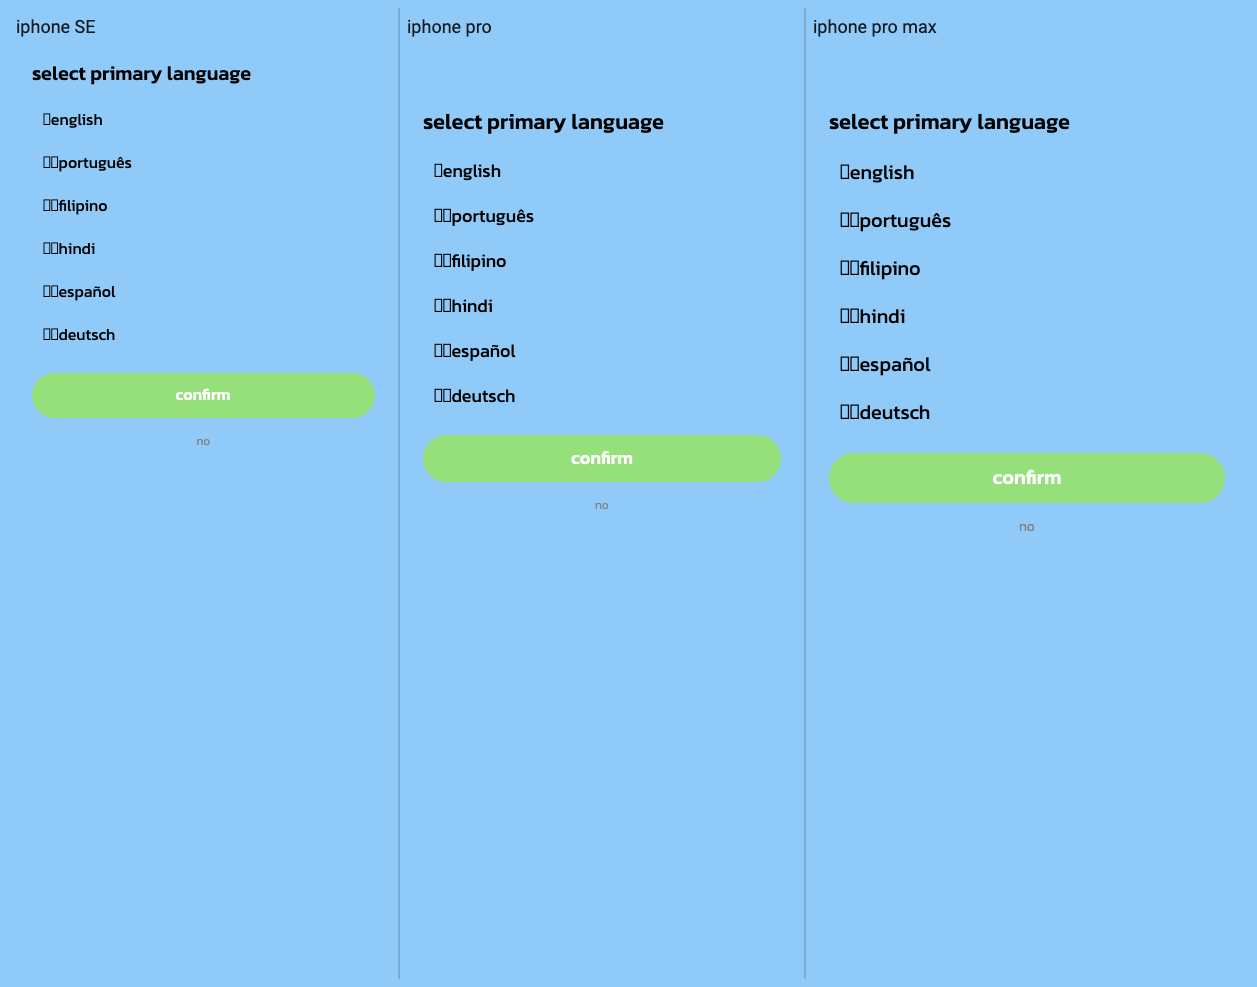 iphone SE
select primary language
english
português
filipino
hindi
español
deutsch
confirm
no
iphone pro
select primary language
english
português
filipino
hindi
español
deutsch
confirm
no
iphone pro max
select primary language
english
português
filipino
hindi
español
deutsch
confirm
no